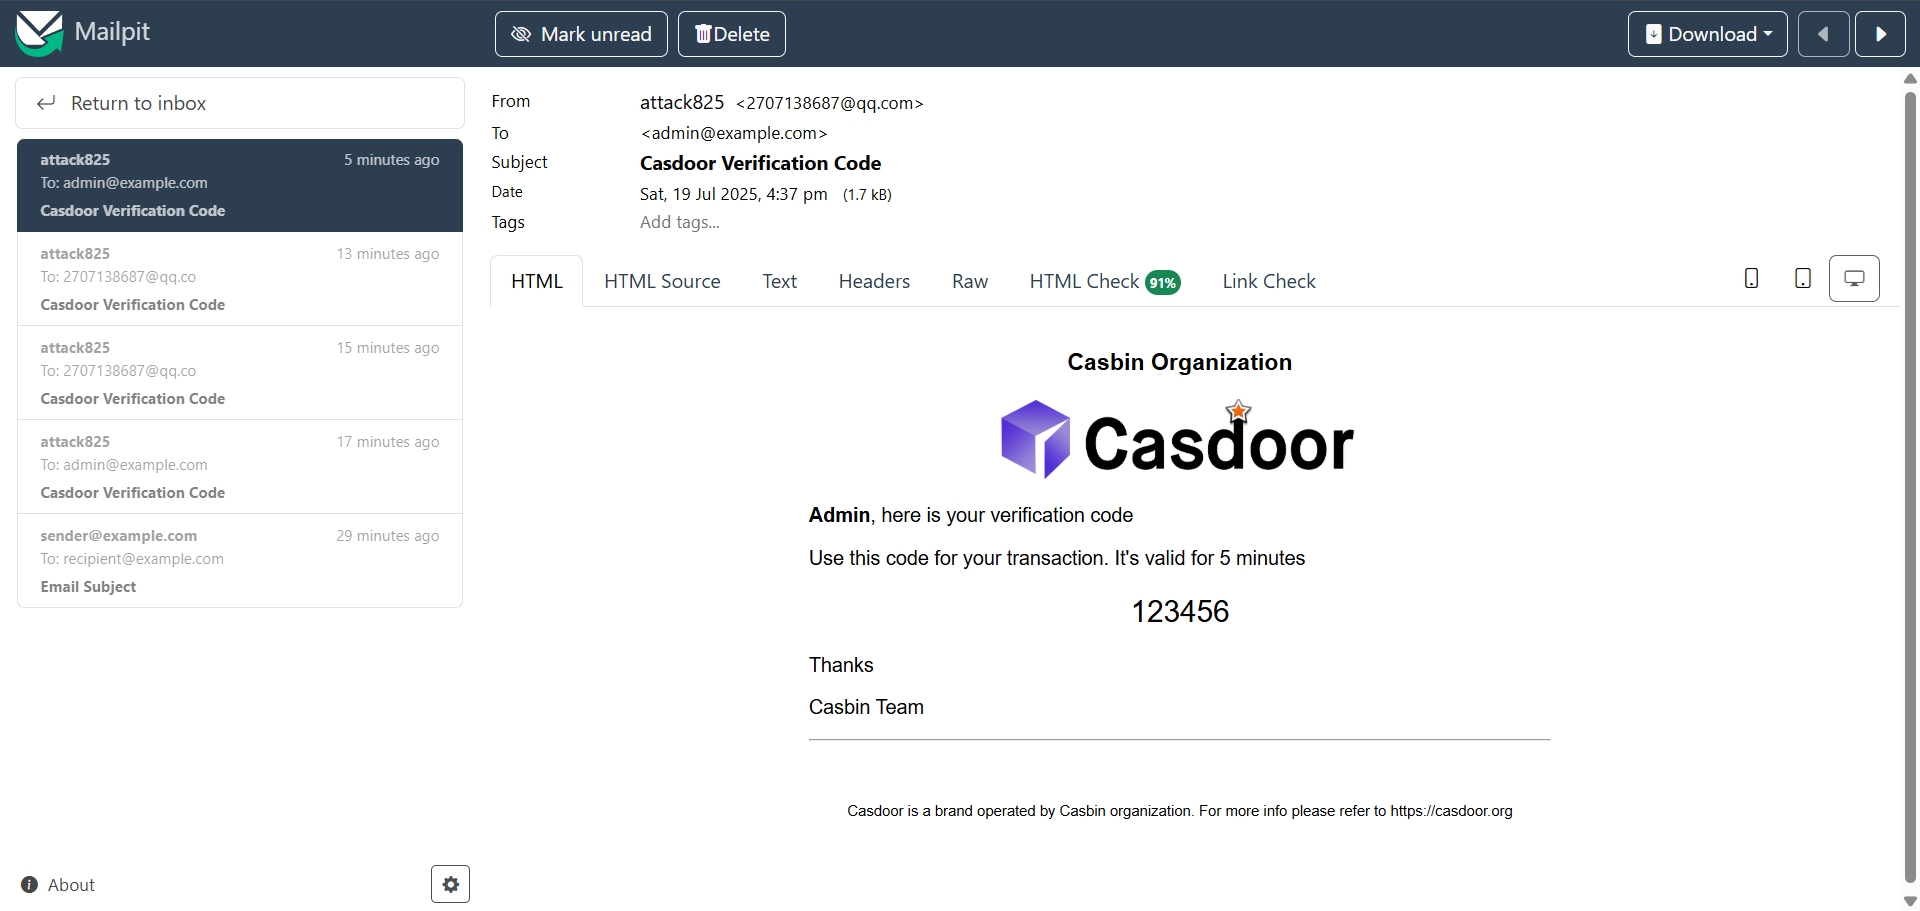 Mailpit
Mark unread
Delete
Download
Return to inbox
attack825 5 minutes ago
To: admin@example.com
Casdoor Verification Code
attack825 13 minutes ago
To: 2707138687@qq.co
Casdoor Verification Code
attack825 15 minutes ago
To: 2707138687@qq.co
Casdoor Verification Code
attack825 17 minutes ago
To: admin@example.com
Casdoor Verification Code
sender@example.com 29 minutes ago
To: recipient@example.com
Email Subject
About
From attack825 <2707138687@qq.com>
To <admin@example.com>
Subject Casdoor Verification Code
Date Sat, 19 Jul 2025, 4:37 pm (1.7 kB)
Tags Add tags...
HTML HTML Source Text Headers Raw HTML Check 91% Link Check
Casbin Organization
Casdoor
Admin, here is your verification code
Use this code for your transaction. It's valid for 5 minutes
123456
Thanks
Casbin Team
Casdoor is a brand operated by Casbin organization. For more info please refer to https://casdoor.org